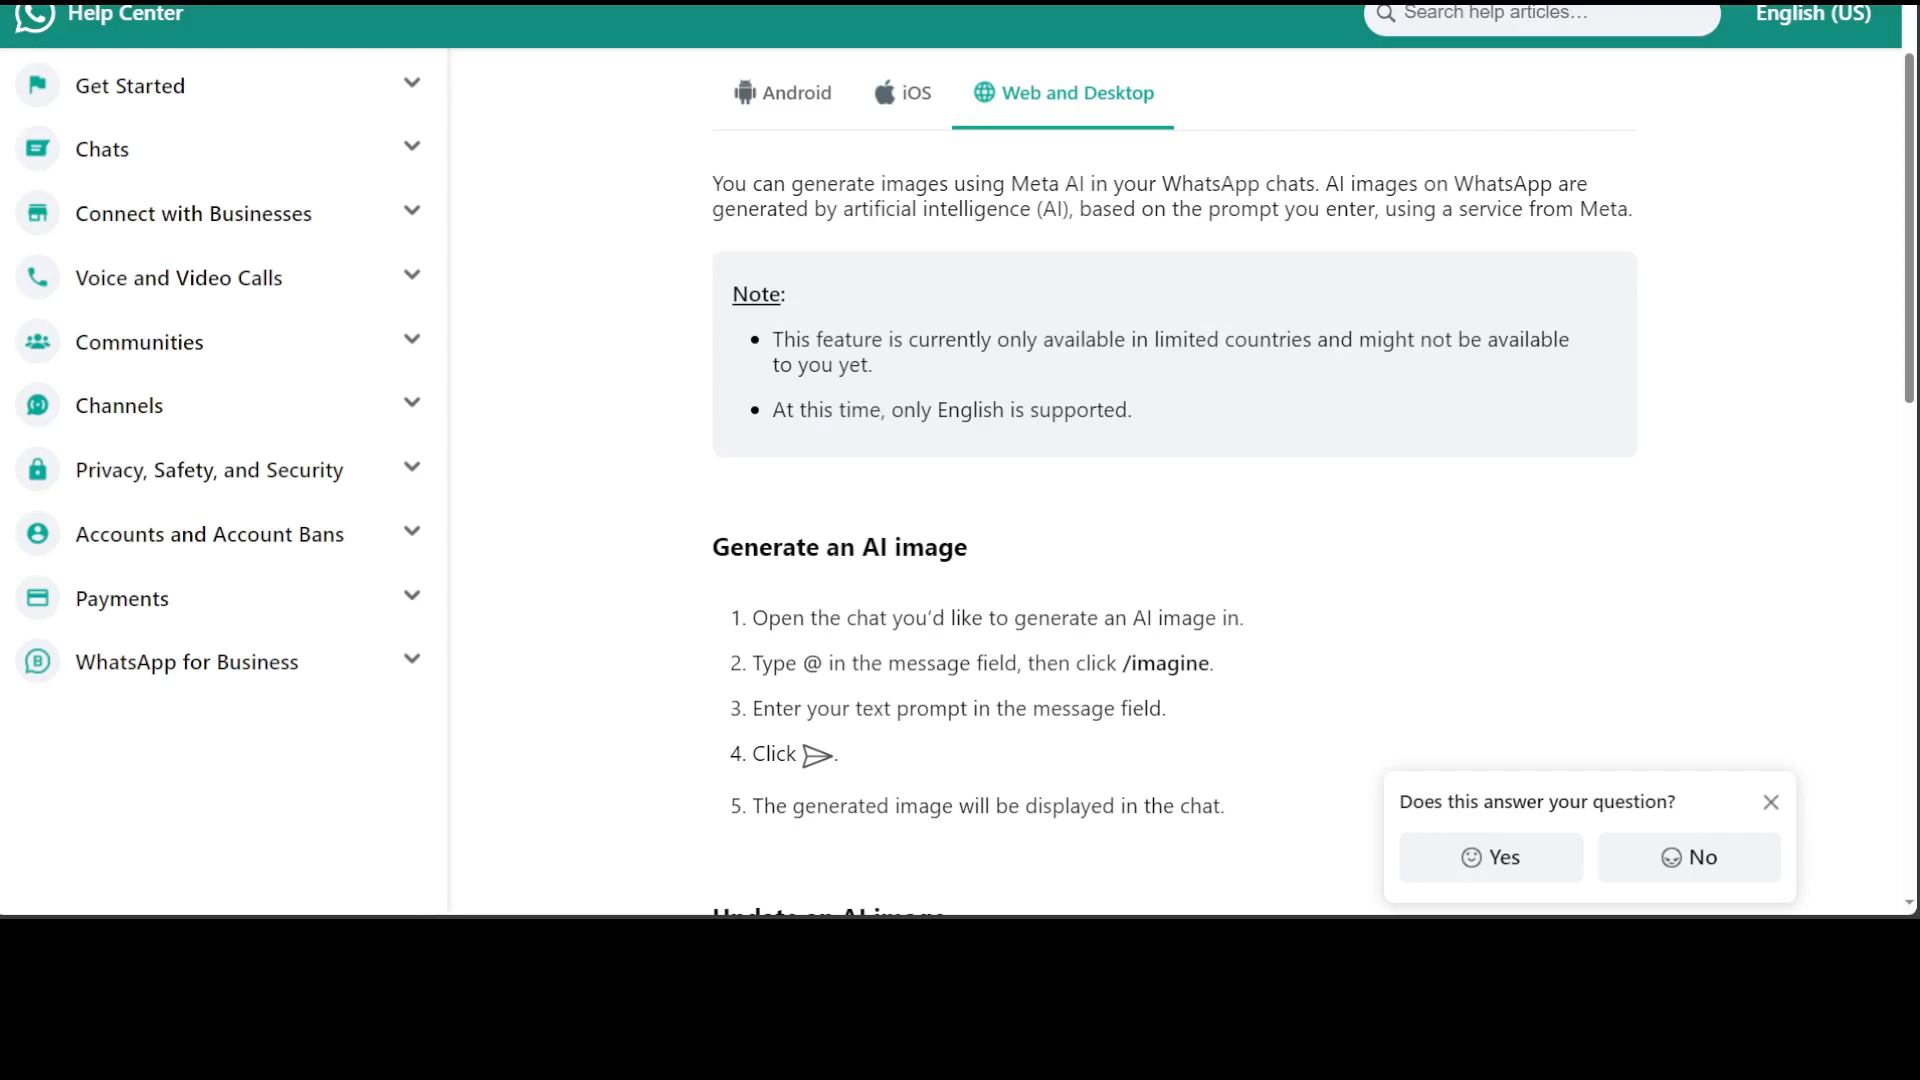 Help Center
Search help articles...
English (US)
Get Started
Chats
Connect with Businesses
Voice and Video Calls
Communities
Channels
Privacy, Safety, and Security
Accounts and Account Bans
Payments
WhatsApp for Business
Android
iOS
Web and Desktop
You can generate images using Meta AI in your WhatsApp chats. AI images on WhatsApp are
generated by artificial intelligence (AI), based on the prompt you enter, using a service from Meta.
Note:
• This feature is currently only available in limited countries and might not be available
to you yet.
• At this time, only English is supported.
Generate an AI image
1. Open the chat you’d like to generate an AI image in.
2. Type @ in the message field, then click /imagine.
3. Enter your text prompt in the message field.
4. Click .
5. The generated image will be displayed in the chat.
Update an AI image
Does this answer your question?
Yes
No